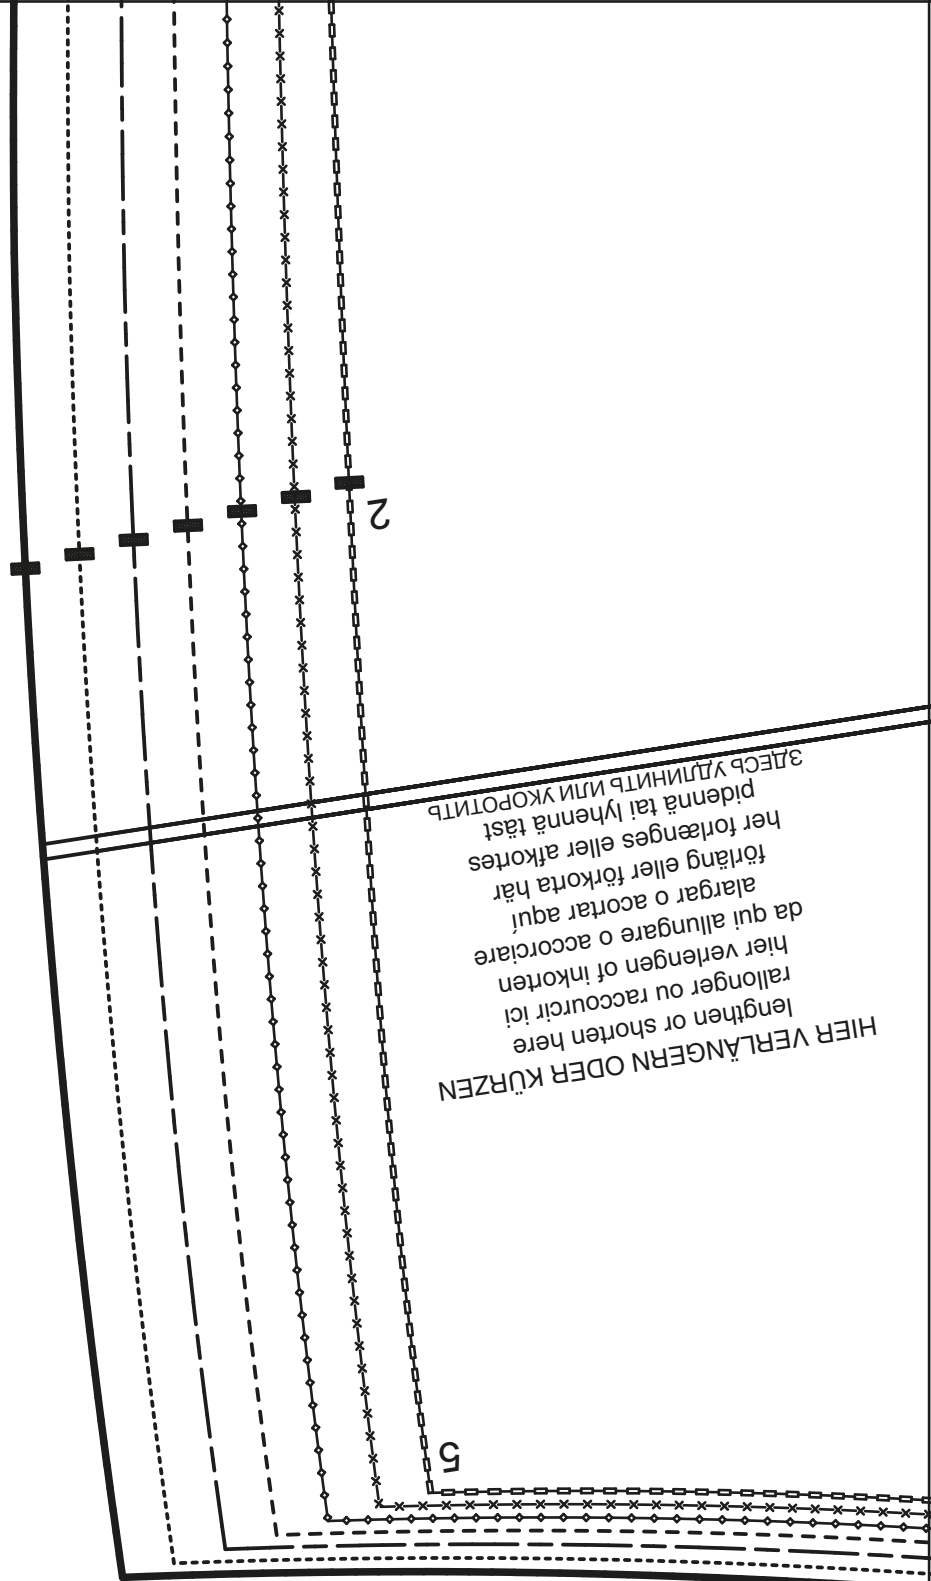 HIER VERLÄNGERN ODER KÜRZEN
lengthen or shorten here
rallonger ou raccourcir ici
hier verlengen of inkorten
da qui allungare o accorciare
alargar o acortar aquí
förläng eller förkorta här
her forlænges eller afkortes
pidennä tai lyhennä täst
ЗДЕСЬ УДЛИНИТЬ ИЛИ УКОРОТИТЬ
5
2